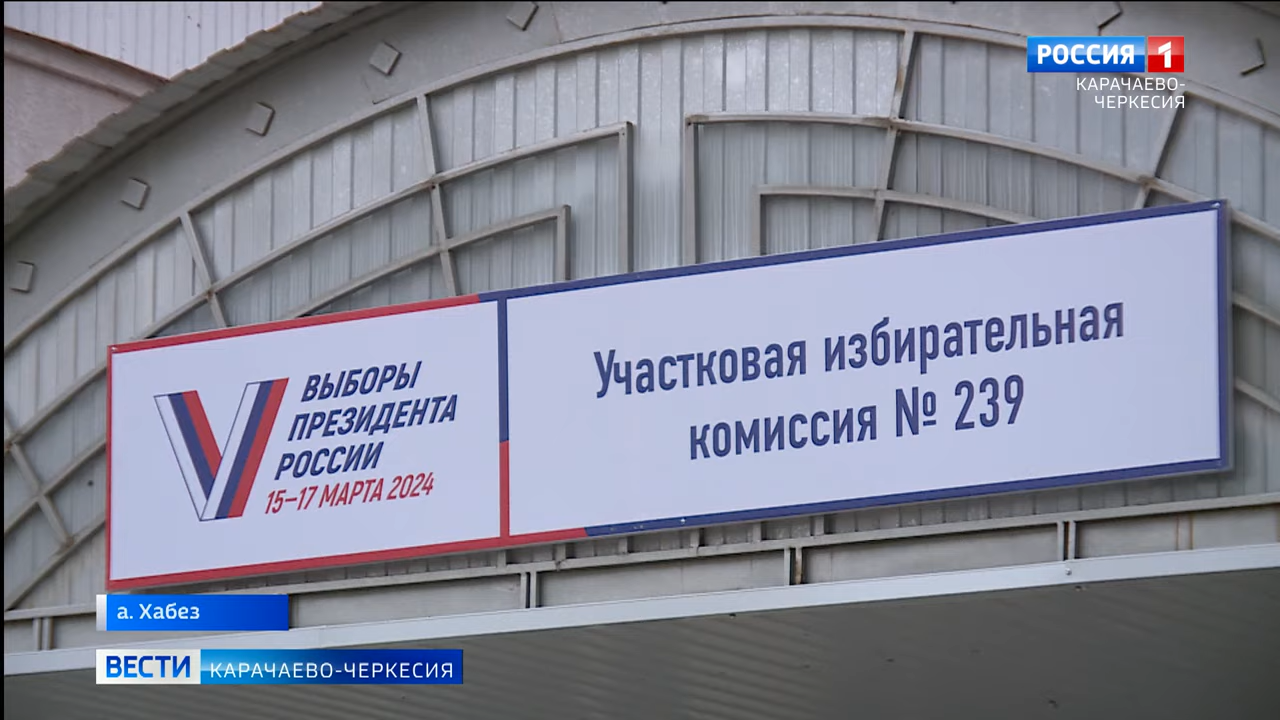 РОССИЯ 1
КАРАЧАЕВО-
ЧЕРКЕСИЯ
ВЫБОРЫ
ПРЕЗИДЕНТА
РОССИИ
15–17 МАРТА 2024
Участковая избирательная
комиссия № 239
а. Хабез
ВЕСТИ КАРАЧАЕВО-ЧЕРКЕСИЯ